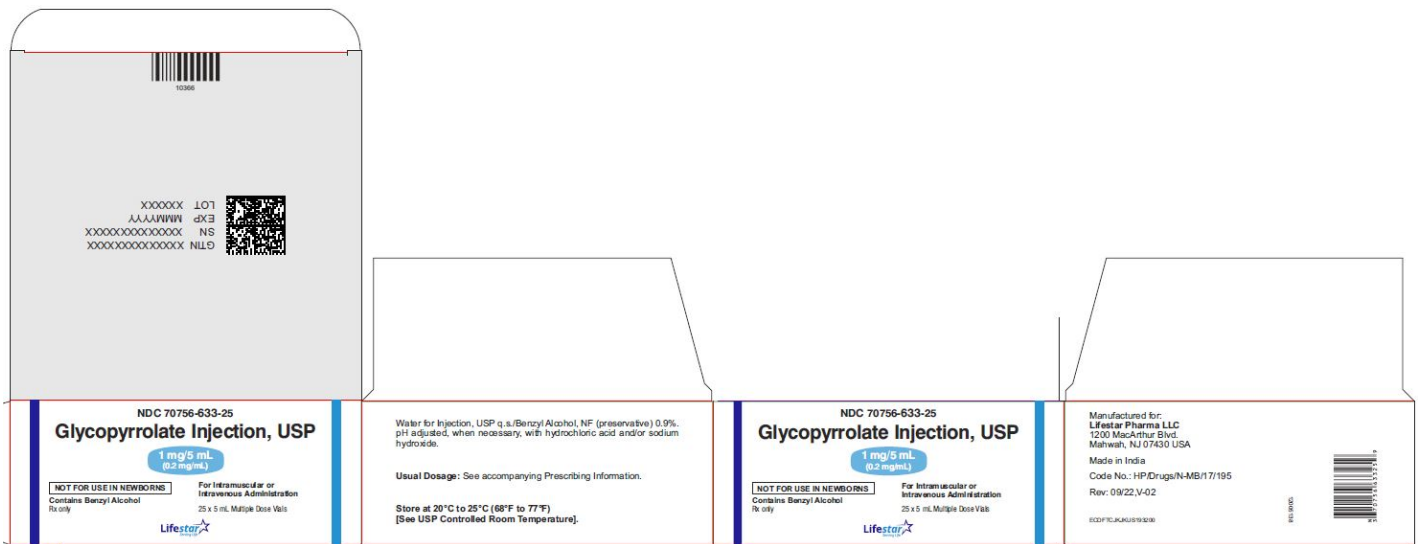 10366
GTIN XXXXXXXXXXXXXX
SN XXXXXXXXXXXXXX
EXP MMMYYYY
LOT XXXXXX
NDC 70756-633-25
Glycopyrrolate Injection, USP
1 mg/5 mL
(0.2 mg/mL)
NOT FOR USE IN NEWBORNS
Contains Benzyl Alcohol
Rx only
For Intramuscular or
Intravenous Administration
25 x 5 mL Multiple Dose Vials
Lifestar
Water for Injection, USP q.s./Benzyl Alcohol, NF (preservative) 0.9%.
pH adjusted, when necessary, with hydrochloric acid and/or sodium
hydroxide.
Usual Dosage: See accompanying Prescribing Information.
Store at 20°C to 25°C (68°F to 77°F)
[See USP Controlled Room Temperature].
NDC 70756-633-25
Glycopyrrolate Injection, USP
1 mg/5 mL
(0.2 mg/mL)
NOT FOR USE IN NEWBORNS
Contains Benzyl Alcohol
Rx only
For Intramuscular or
Intravenous Administration
25 x 5 mL Multiple Dose Vials
Lifestar
Manufactured for:
Lifestar Pharma LLC
1200 MacArthur Blvd.
Mahwah, NJ 07430 USA
Made in India
Code No.: HP/Drugs/N-MB/17/195
Rev: 09/22,V-02